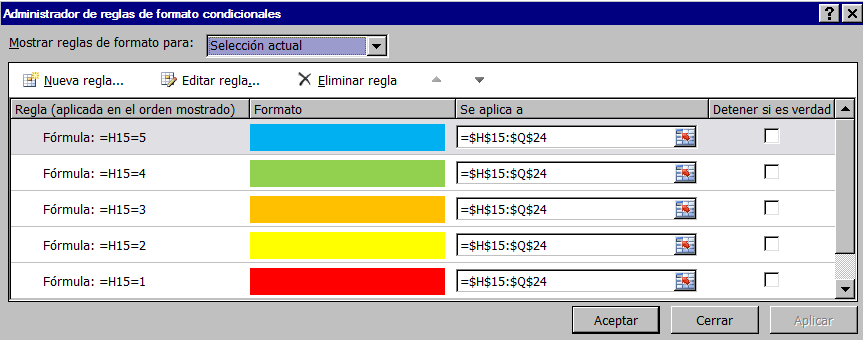 Administrador de reglas de formato condicionales
Mostrar reglas de formato para: Selección actual
Nueva regla... Editar regla... Eliminar regla
Regla (aplicada en el orden mostrado) Formato Se aplica a Detener si es verdad
Fórmula: =H15=5 =$H$15:$Q$24
Fórmula: =H15=4 =$H$15:$Q$24
Fórmula: =H15=3 =$H$15:$Q$24
Fórmula: =H15=2 =$H$15:$Q$24
Fórmula: =H15=1 =$H$15:$Q$24
Aceptar Cerrar Aplicar